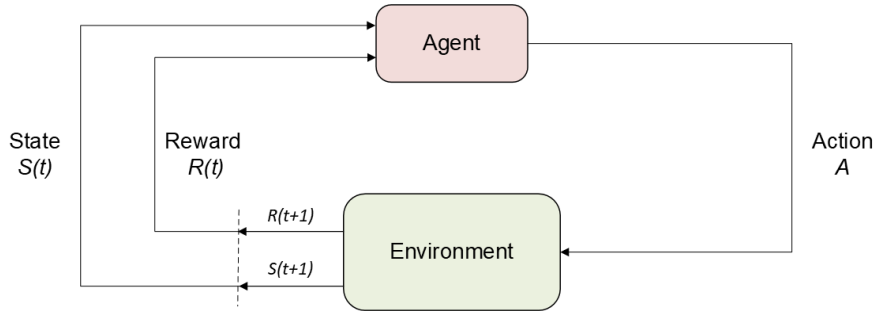 Agent
State
S(t)
Reward
R(t)
Action
A
R(t+1)
Environment
S(t+1)